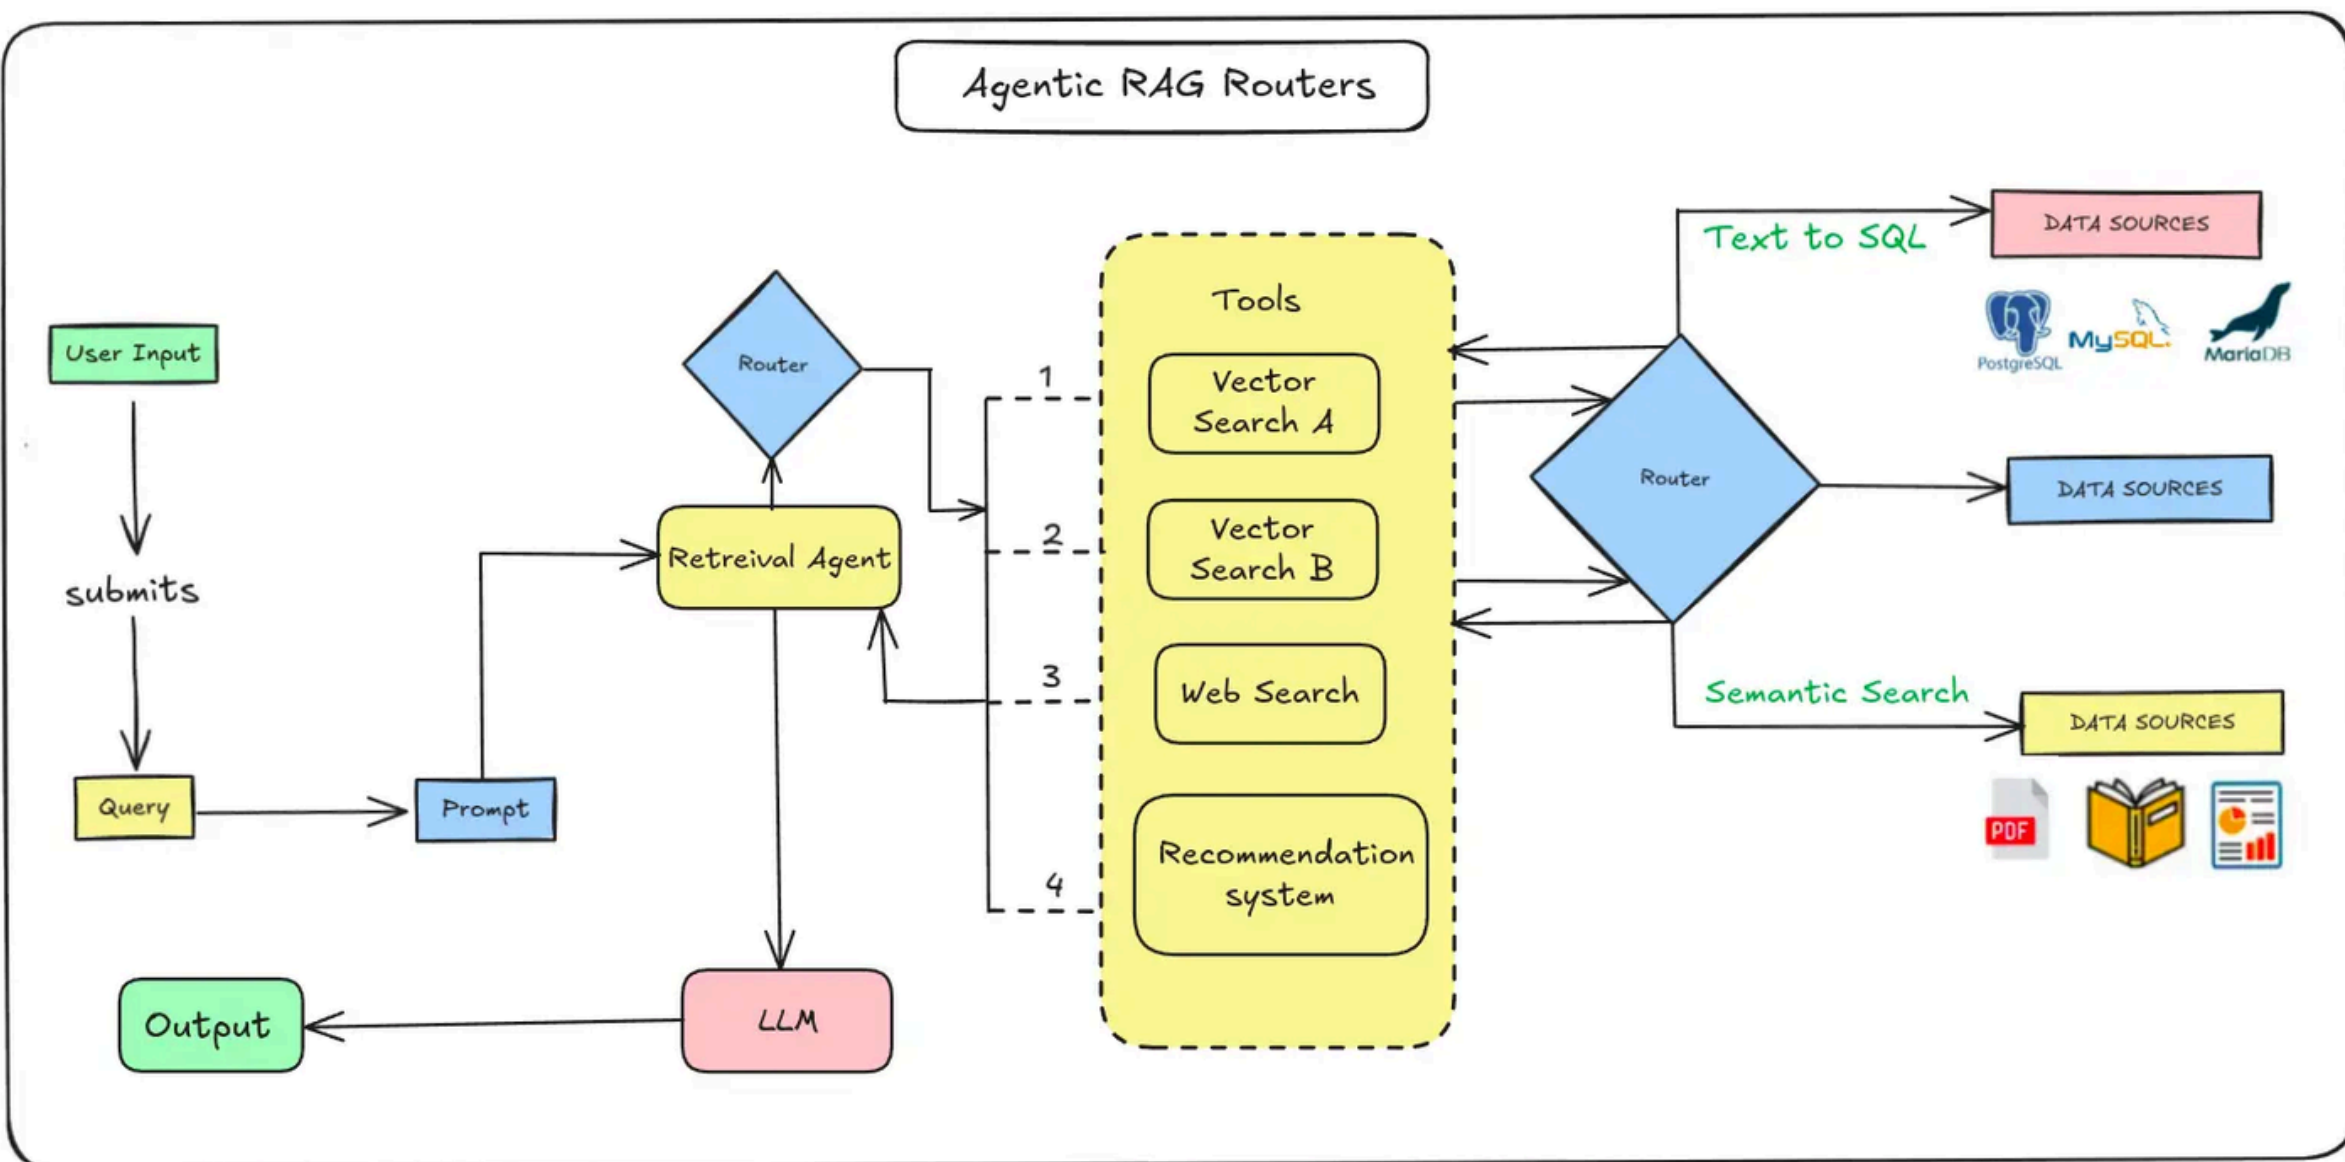 Agentic RAG Routers
User Input
submits
Query
Prompt
Retreival Agent
Router
LLM
Output
1
2
3
4
Tools
Vector
Search A
Vector
Search B
Web Search
Recommendation
system
Router
Text to SQL
DATA SOURCES
PostgreSQL
MySQL
MariaDB
DATA SOURCES
Semantic Search
DATA SOURCES
PDF